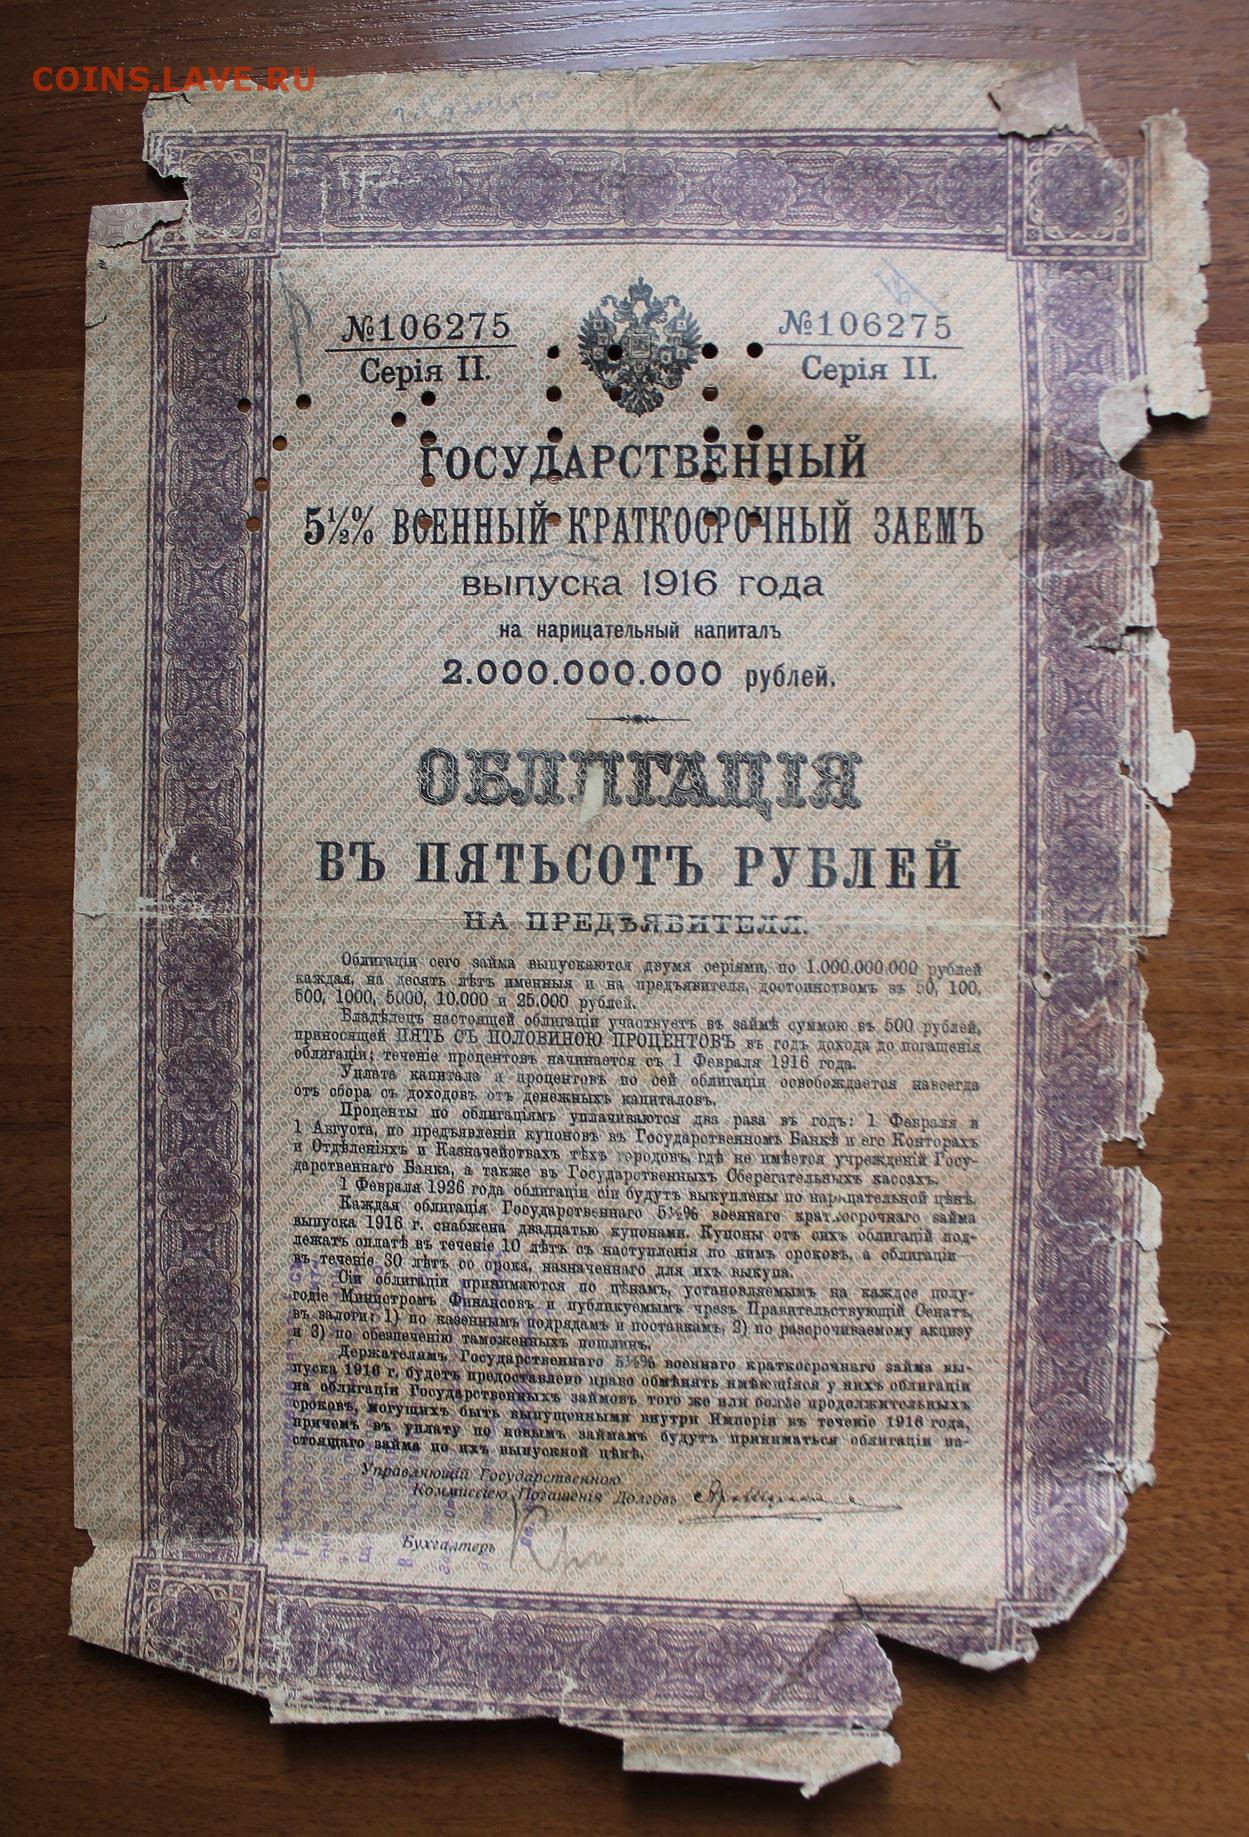 COINS.LAVE.RU
№106275
Серія II.
№106275
Серія II.
ГОСУДАРСТВЕННЫЙ
5½% ВОЕННЫЙ КРАТКОСРОЧНЫЙ ЗАЕМЪ
выпуска 1916 года
на нарицательный капиталъ
2.000.000.000 рублей.
ОБЛИГАЦІЯ
ВЪ ПЯТЬСОТЪ РУБЛЕЙ
НА ПРЕДЪЯВИТЕЛЯ.
Облигаціи сего займа выпускаются двумя серіями, по 1.000.000.000 рублей
каждая, на десять лѣтъ именныя и на предъявителя, достоинствомъ въ 50, 100,
500, 1000, 5000, 10.000 и 25.000 рублей.
Владѣлецъ настоящей облигаціи участвуетъ въ займѣ суммою въ 500 рублей,
приносящей ПЯТЬ СЪ ПОЛОВИНОЮ ПРОЦЕНТОВЪ въ годъ дохода до погашенія
облигаціи; теченіе процентовъ начинается съ 1 Февраля 1916 года.
Уплата капитала и процентовъ по сей облигаціи освобождается навсегда
отъ сбора съ доходовъ отъ денежныхъ капиталовъ.
Проценты по облигаціямъ уплачиваются два раза въ годъ: 1 Февраля и
1 Августа, по предъявленіи купоновъ въ Государственномъ Банкѣ и его Конторахъ
и Отдѣленіяхъ и Казначействахъ тѣхъ городовъ, гдѣ не имѣется учрежденій Госу-
дарственнаго Банка, а также въ Государственныхъ Сберегательныхъ кассахъ.
1 Февраля 1926 года облигаціи сіи будутъ выкуплены по нарицательной цѣнѣ.
Каждая облигація Государственнаго 5½% военнаго краткосрочнаго займа
выпуска 1916 г. снабжена двадцатью купонами. Купоны отъ сихъ облигацій под-
лежатъ оплатѣ въ теченіе 10 лѣтъ съ наступленія по нимъ сроковъ, а облигаціи—
въ теченіе 30 лѣтъ со срока, назначеннаго для ихъ выкупа.
Сіи облигаціи принимаются по цѣнамъ, установляемымъ на каждое полу-
годіе Министромъ Финансовъ и публикуемымъ чрезъ Правительствующій Сенатъ,
въ залоги: 1) по казеннымъ подрядамъ и поставкамъ, 2) по разсрочиваемому акцизу
и 3) по обезпеченію таможенныхъ пошлинъ.
Держателямъ Государственнаго 5½% военнаго краткосрочнаго займа вы-
пуска 1916 г. будетъ предоставлено право обмѣнять имѣющіяся у нихъ облигаціи
на облигаціи Государственныхъ займовъ того же или болѣе продолжительныхъ
сроковъ, могущихъ быть выпущенными внутри Имперіи въ теченіе 1916 года,
причемъ въ уплату по новымъ займамъ будутъ приниматься облигаціи на-
стоящаго займа по ихъ выпускной цѣнѣ.
Управляющій Государственною
Коммиссіею Погашенія Долговъ
Бухгалтеръ